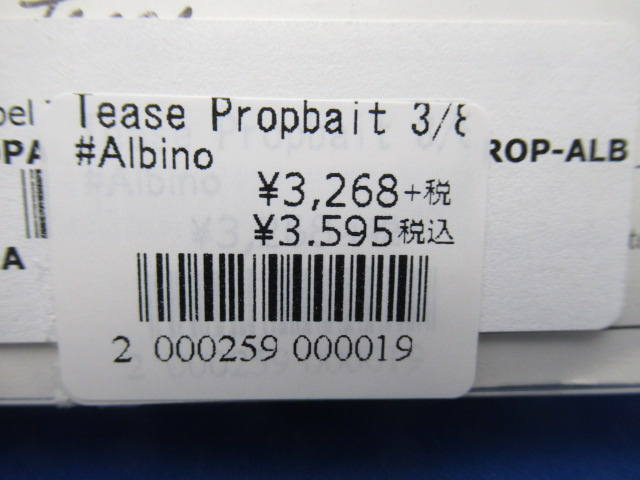 Tease Propbait 3/8
#Albino
¥3,268+税
¥3.595税込
2 000259 000019
ROP-ALB
PA
A